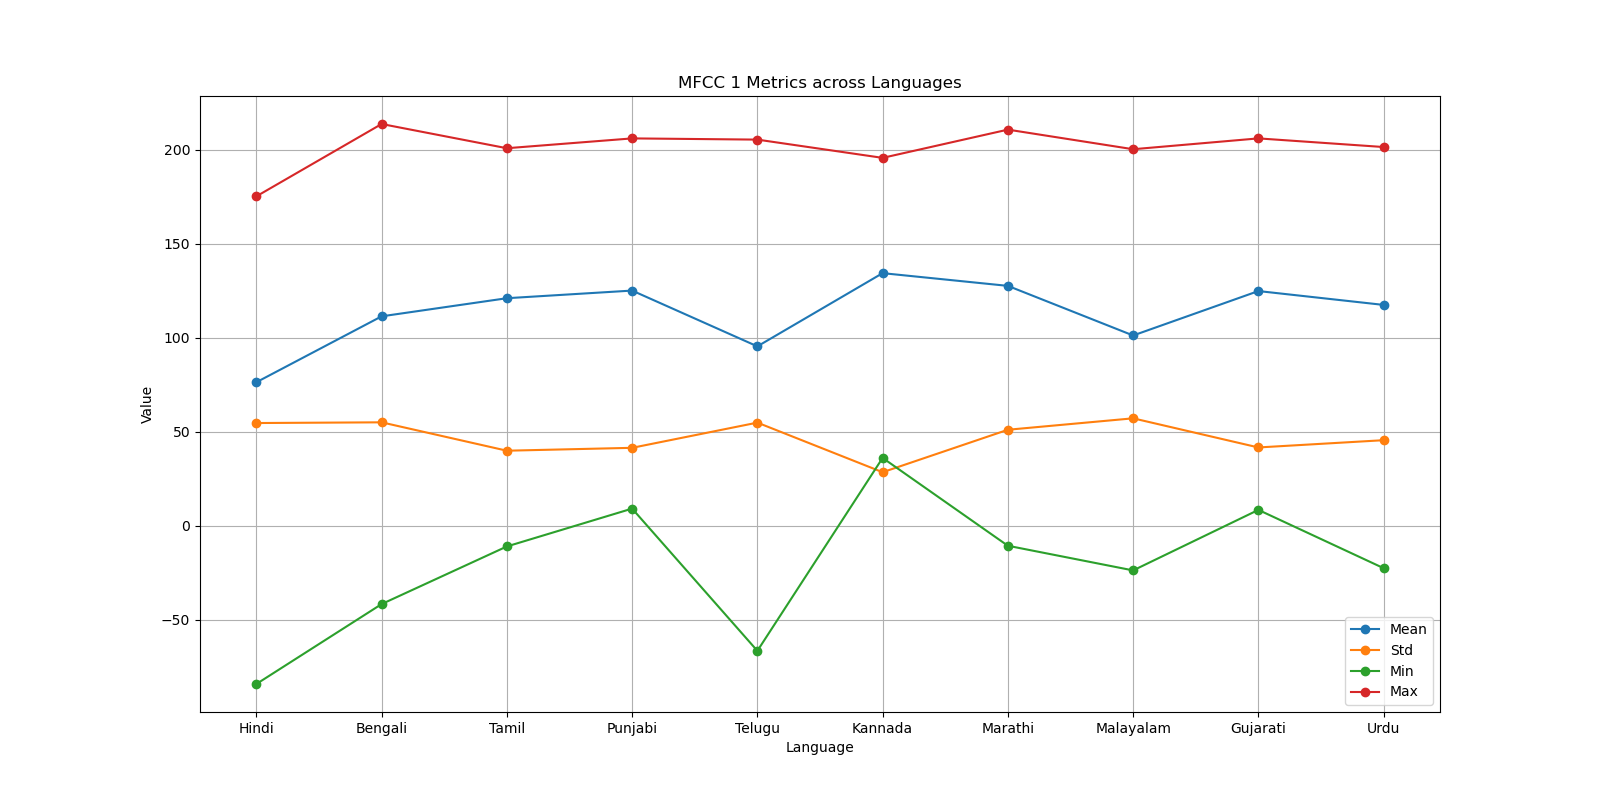 MFCC 1 Metrics across Languages
200
150
100
50
0
−50
Value
Hindi Bengali Tamil Punjabi Telugu Kannada Marathi Malayalam Gujarati Urdu
Language
Mean
Std
Min
Max